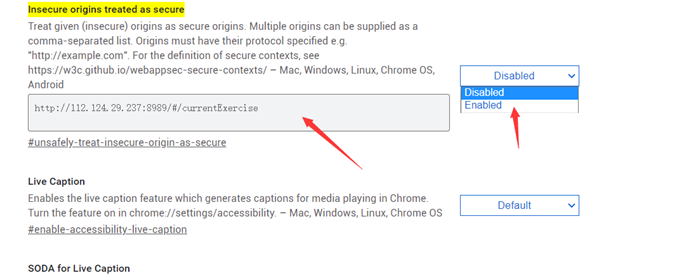 Insecure origins treated as secure
Treat given (insecure) origins as secure origins. Multiple origins can be supplied as a
comma-separated list. Origins must have their protocol specified e.g.
"http://example.com". For the definition of secure contexts, see
https://w3c.github.io/webappsec-secure-contexts/ – Mac, Windows, Linux, Chrome OS,
Android
Disabled
Disabled
Enabled
http://112.124.29.237:8989/#/currentExercise
#unsafely-treat-insecure-origin-as-secure
Live Caption
Enables the live caption feature which generates captions for media playing in Chrome.
Turn the feature on in chrome://settings/accessibility. – Mac, Windows, Linux, Chrome OS
Default
#enable-accessibility-live-caption
SODA for Live Caption